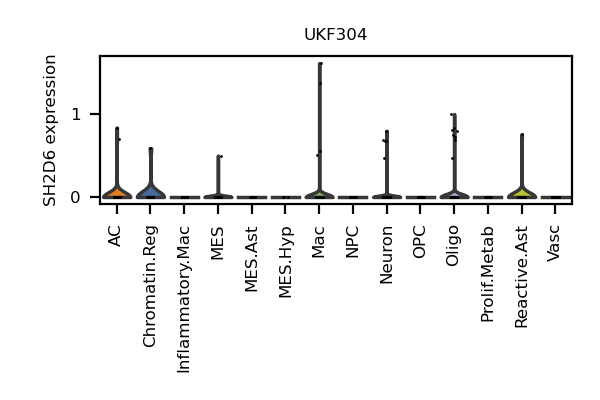 UKF304
SH2D6 expression
1
0
AC
Chromatin.Reg
Inflammatory.Mac
MES
MES.Ast
MES.Hyp
Mac
NPC
Neuron
OPC
Oligo
Prolif.Metab
Reactive.Ast
Vasc